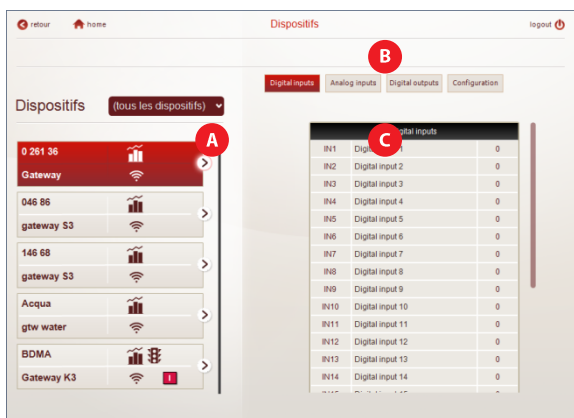 retour home Dispositifs logout
B
Digital inputs Analog inputs Digital outputs Configuration
Dispositifs (tous les dispositifs)
A
C
0 261 36
Gateway
046 86
gateway S3
146 68
gateway S3
Acqua
gtw water
BDMA
Gateway K3 I
inputs
IN1 1 0
IN2 Digital input 2 0
IN3 Digital input 3 0
IN4 Digital input 4 0
IN5 Digital input 5 0
IN6 Digital input 6 0
IN7 Digital input 7 0
IN8 Digital input 8 0
IN9 Digital input 9 0
IN10 Digital input 10 0
IN11 Digital input 11 0
IN12 Digital input 12 0
IN13 Digital input 13 0
IN14 Digital input 14 0